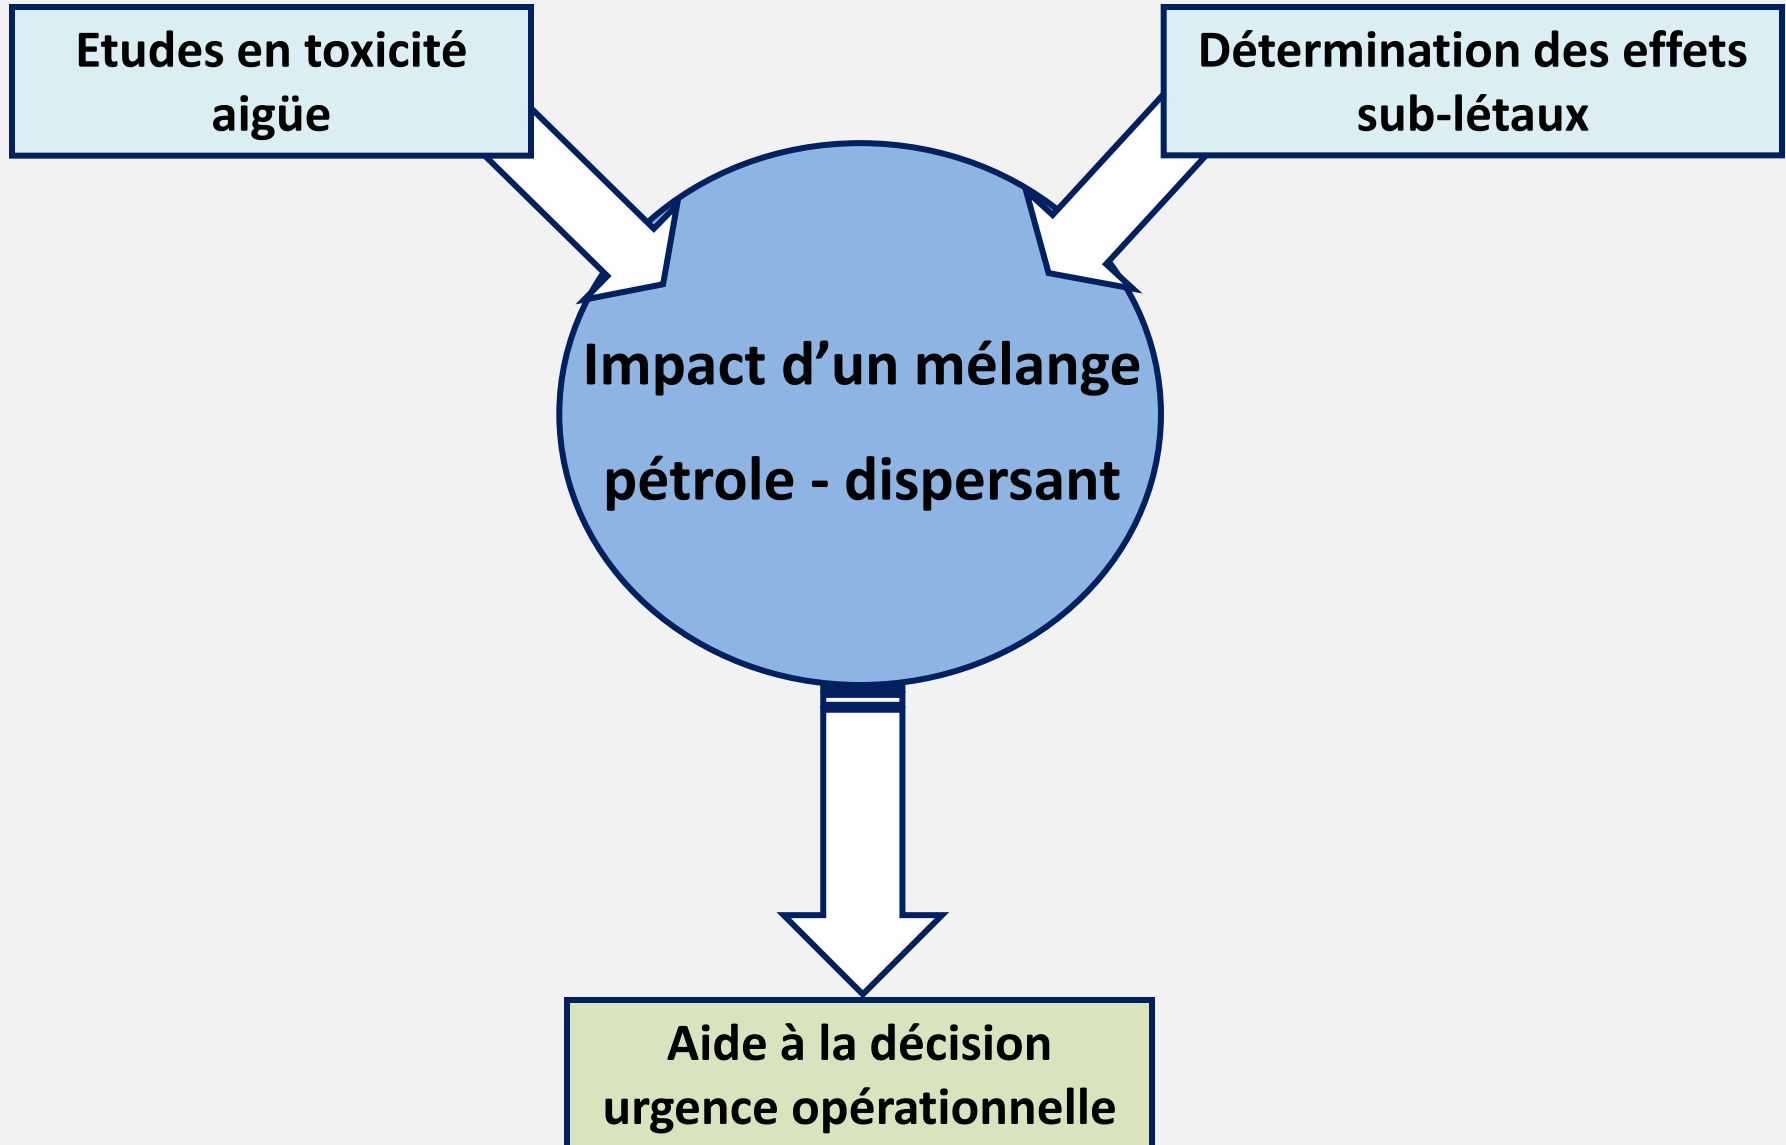 Etudes en toxicité
aigüe
Détermination des effets
sub-létaux
Impact d’un mélange
pétrole - dispersant
Aide à la décision
urgence opérationnelle